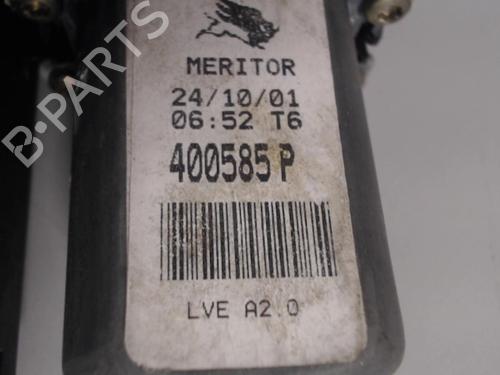 MERITOR
24/10/01
06:52 T6
400585 P
LVE A2.0
B-PARTS